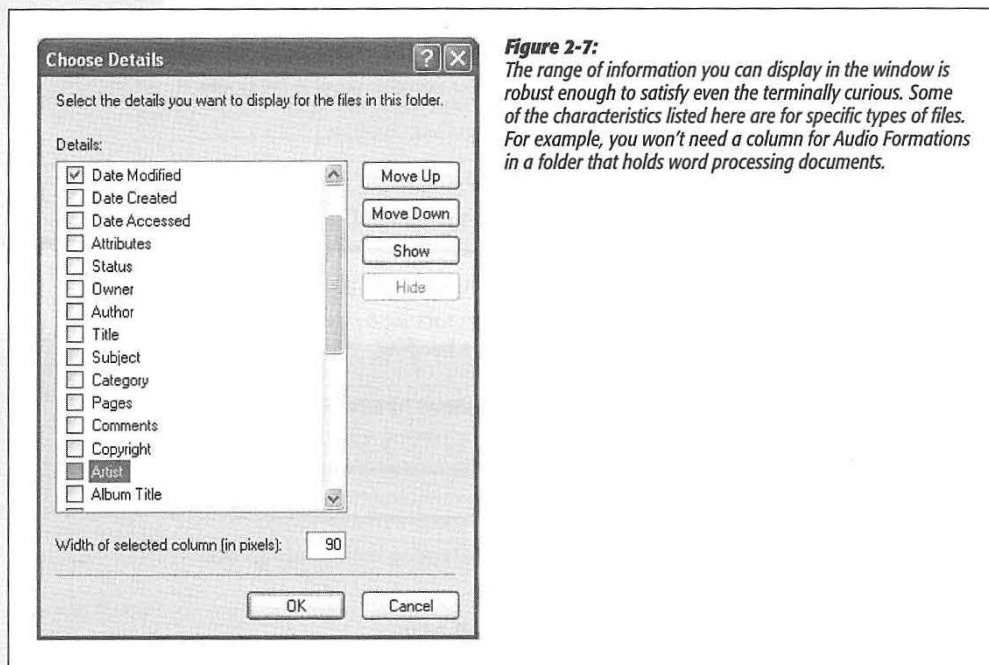 Choose Details
Select the details you want to display for the files in this folder.
Details:
Date Modified
Date Created
Date Accessed
Attributes
Status
Owner
Author
Title
Subject
Category
Pages
Comments
Copyright
Artist
Album Title
Move Up
Move Down
Show
Hide
Width of selected column (in pixels): 90
OK
Cancel
Figure 2-7:
The range of information you can display in the window is
robust enough to satisfy even the terminally curious. Some
of the characteristics listed here are for specific types of files.
For example, you won't need a column for Audio Formations
in a folder that holds word processing documents.